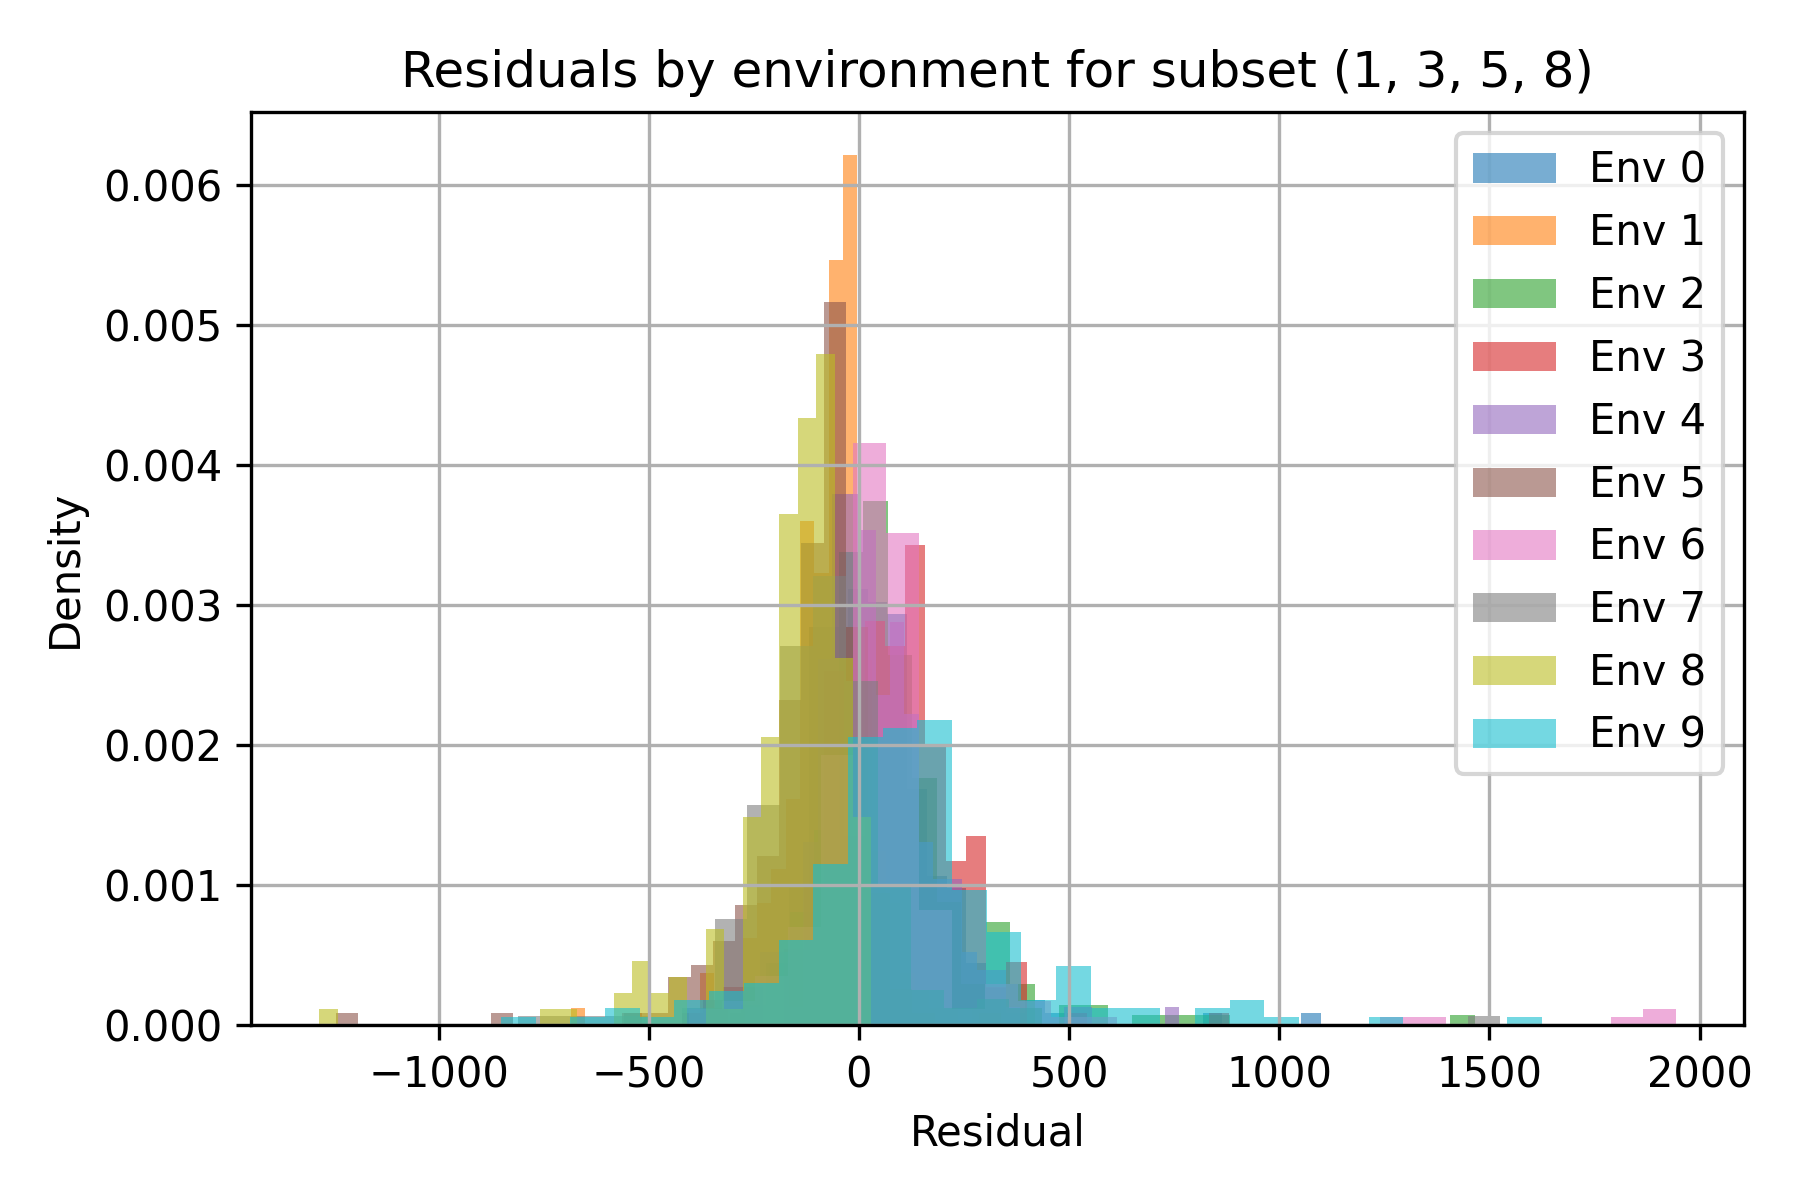 Residuals by environment for subset (1, 3, 5, 8)
Env 0
Env 1
Env 2
Env 3
Env 4
Env 5
Env 6
Env 7
Env 8
Env 9
0.006
0.005
0.004
0.003
0.002
0.001
0.000
Density
−1000
−500
0
500
1000
1500
2000
Residual